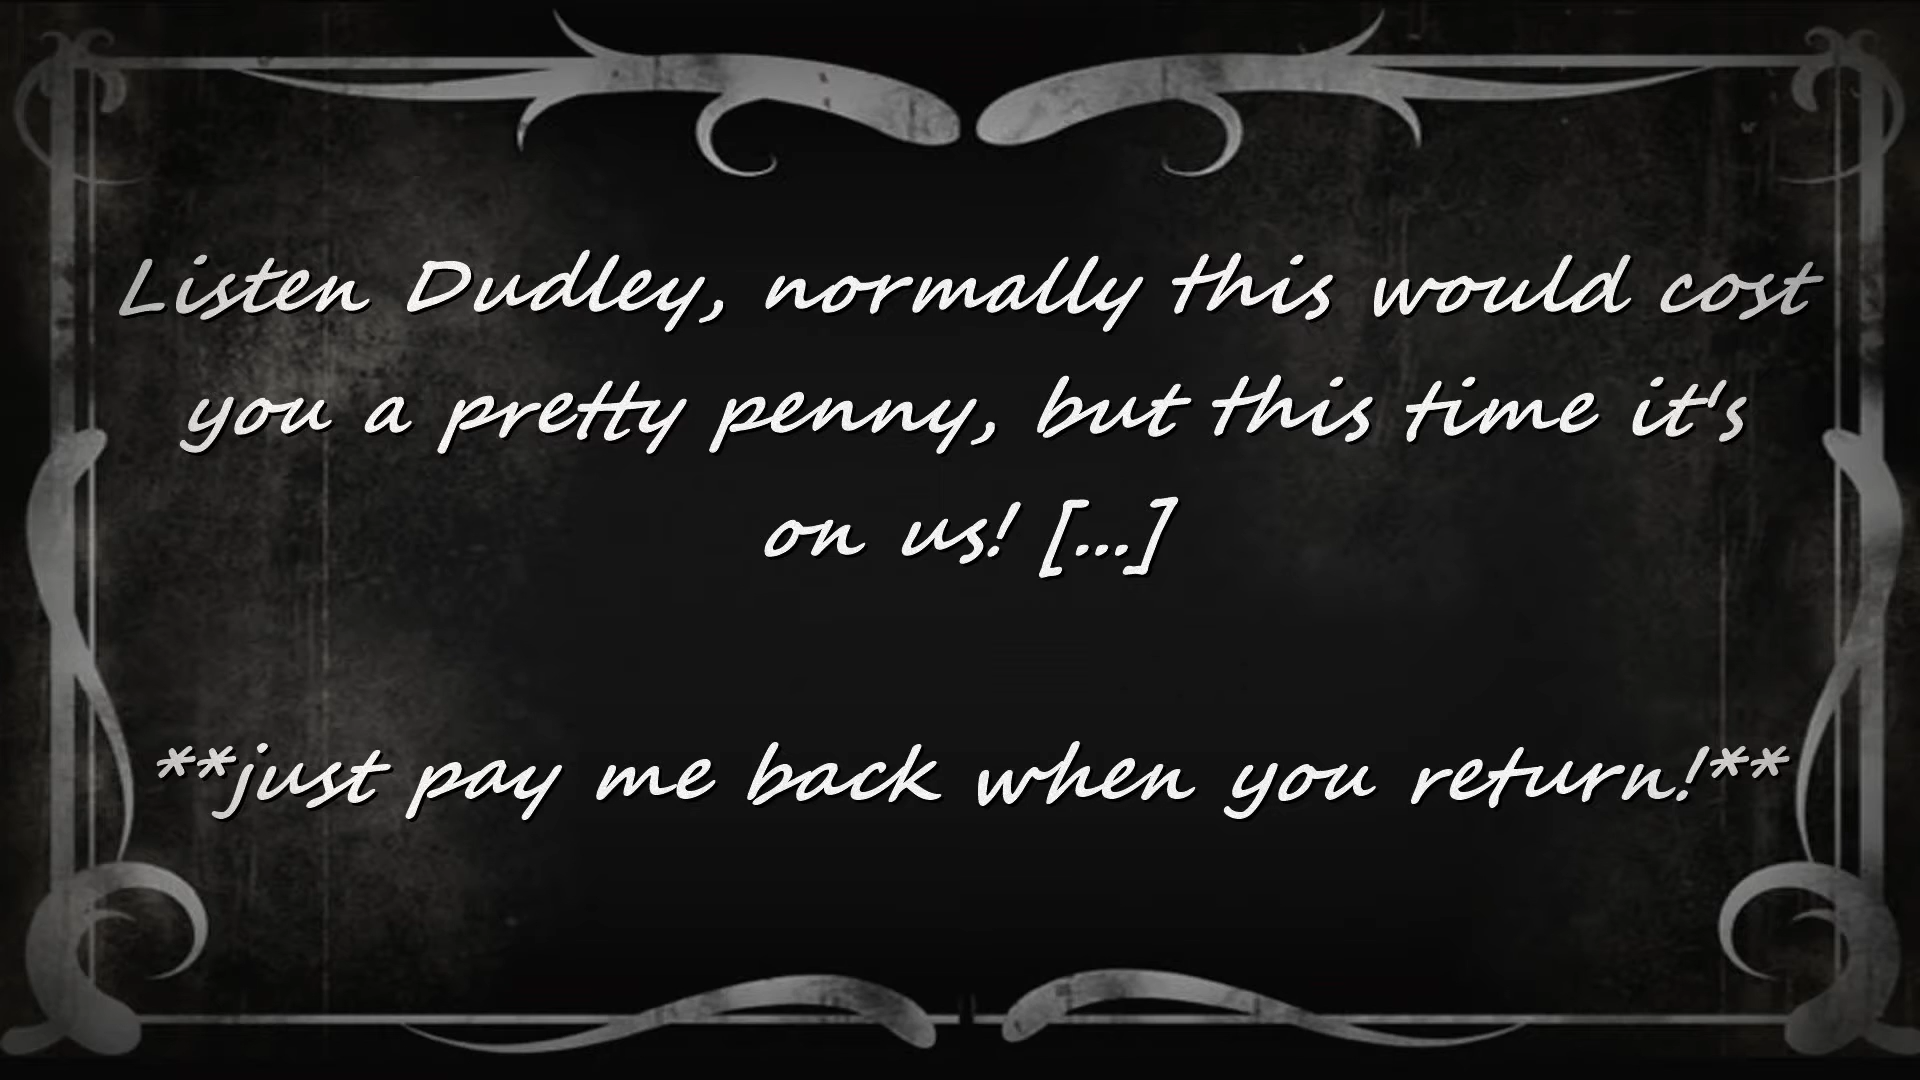 Listen Dudley, normally this would cost
you a pretty penny, but this time it's
on us! [...]
**just pay me back when you return!**